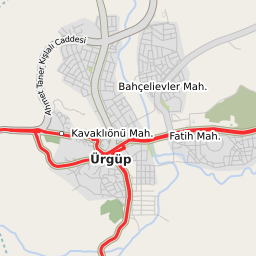 Ahmet Taner Kışlalı Caddesi
Bahçelievler Mah.
Kavaklıönü Mah.
Fatih Mah.
Ürgüp